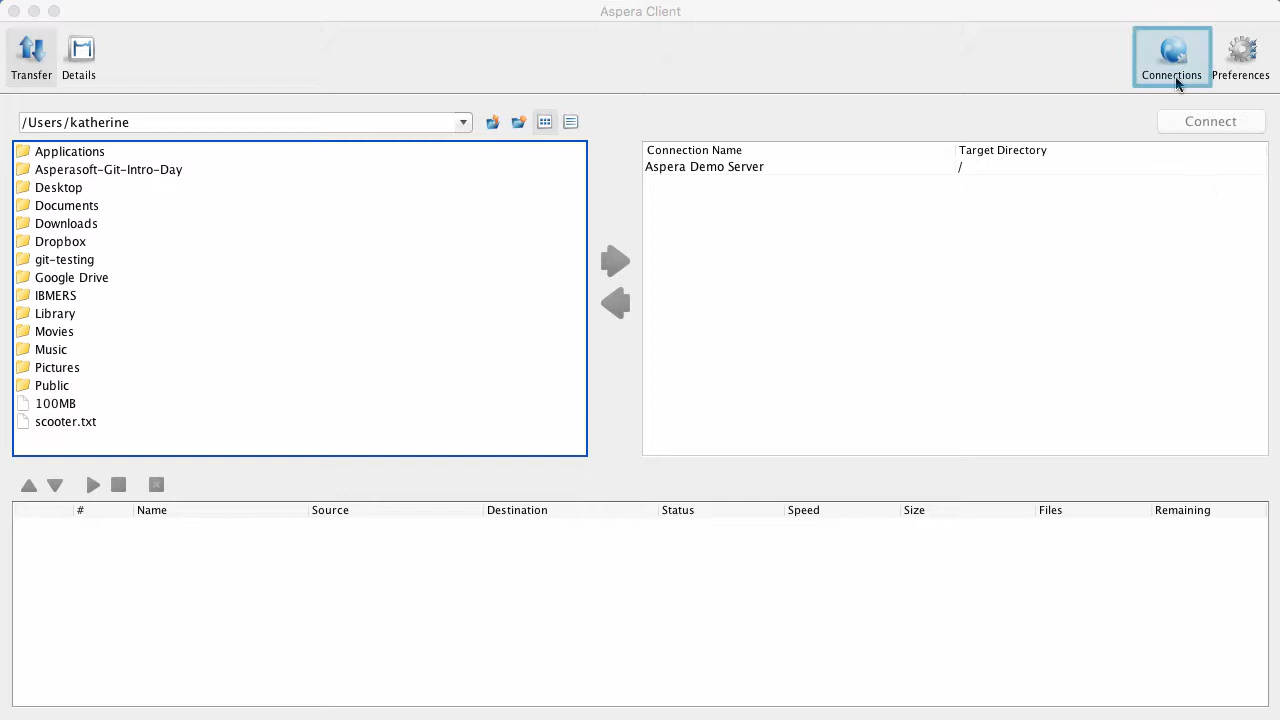 Aspera Client
Transfer Details Connections Preferences
/Users/katherine
Connect
Applications
Asperasoft-Git-Intro-Day
Desktop
Documents
Downloads
Dropbox
git-testing
Google Drive
IBMERS
Library
Movies
Music
Pictures
Public
100MB
scooter.txt
Connection Name Target Directory
Aspera Demo Server /
# Name Source Destination Status Speed Size Files Remaining